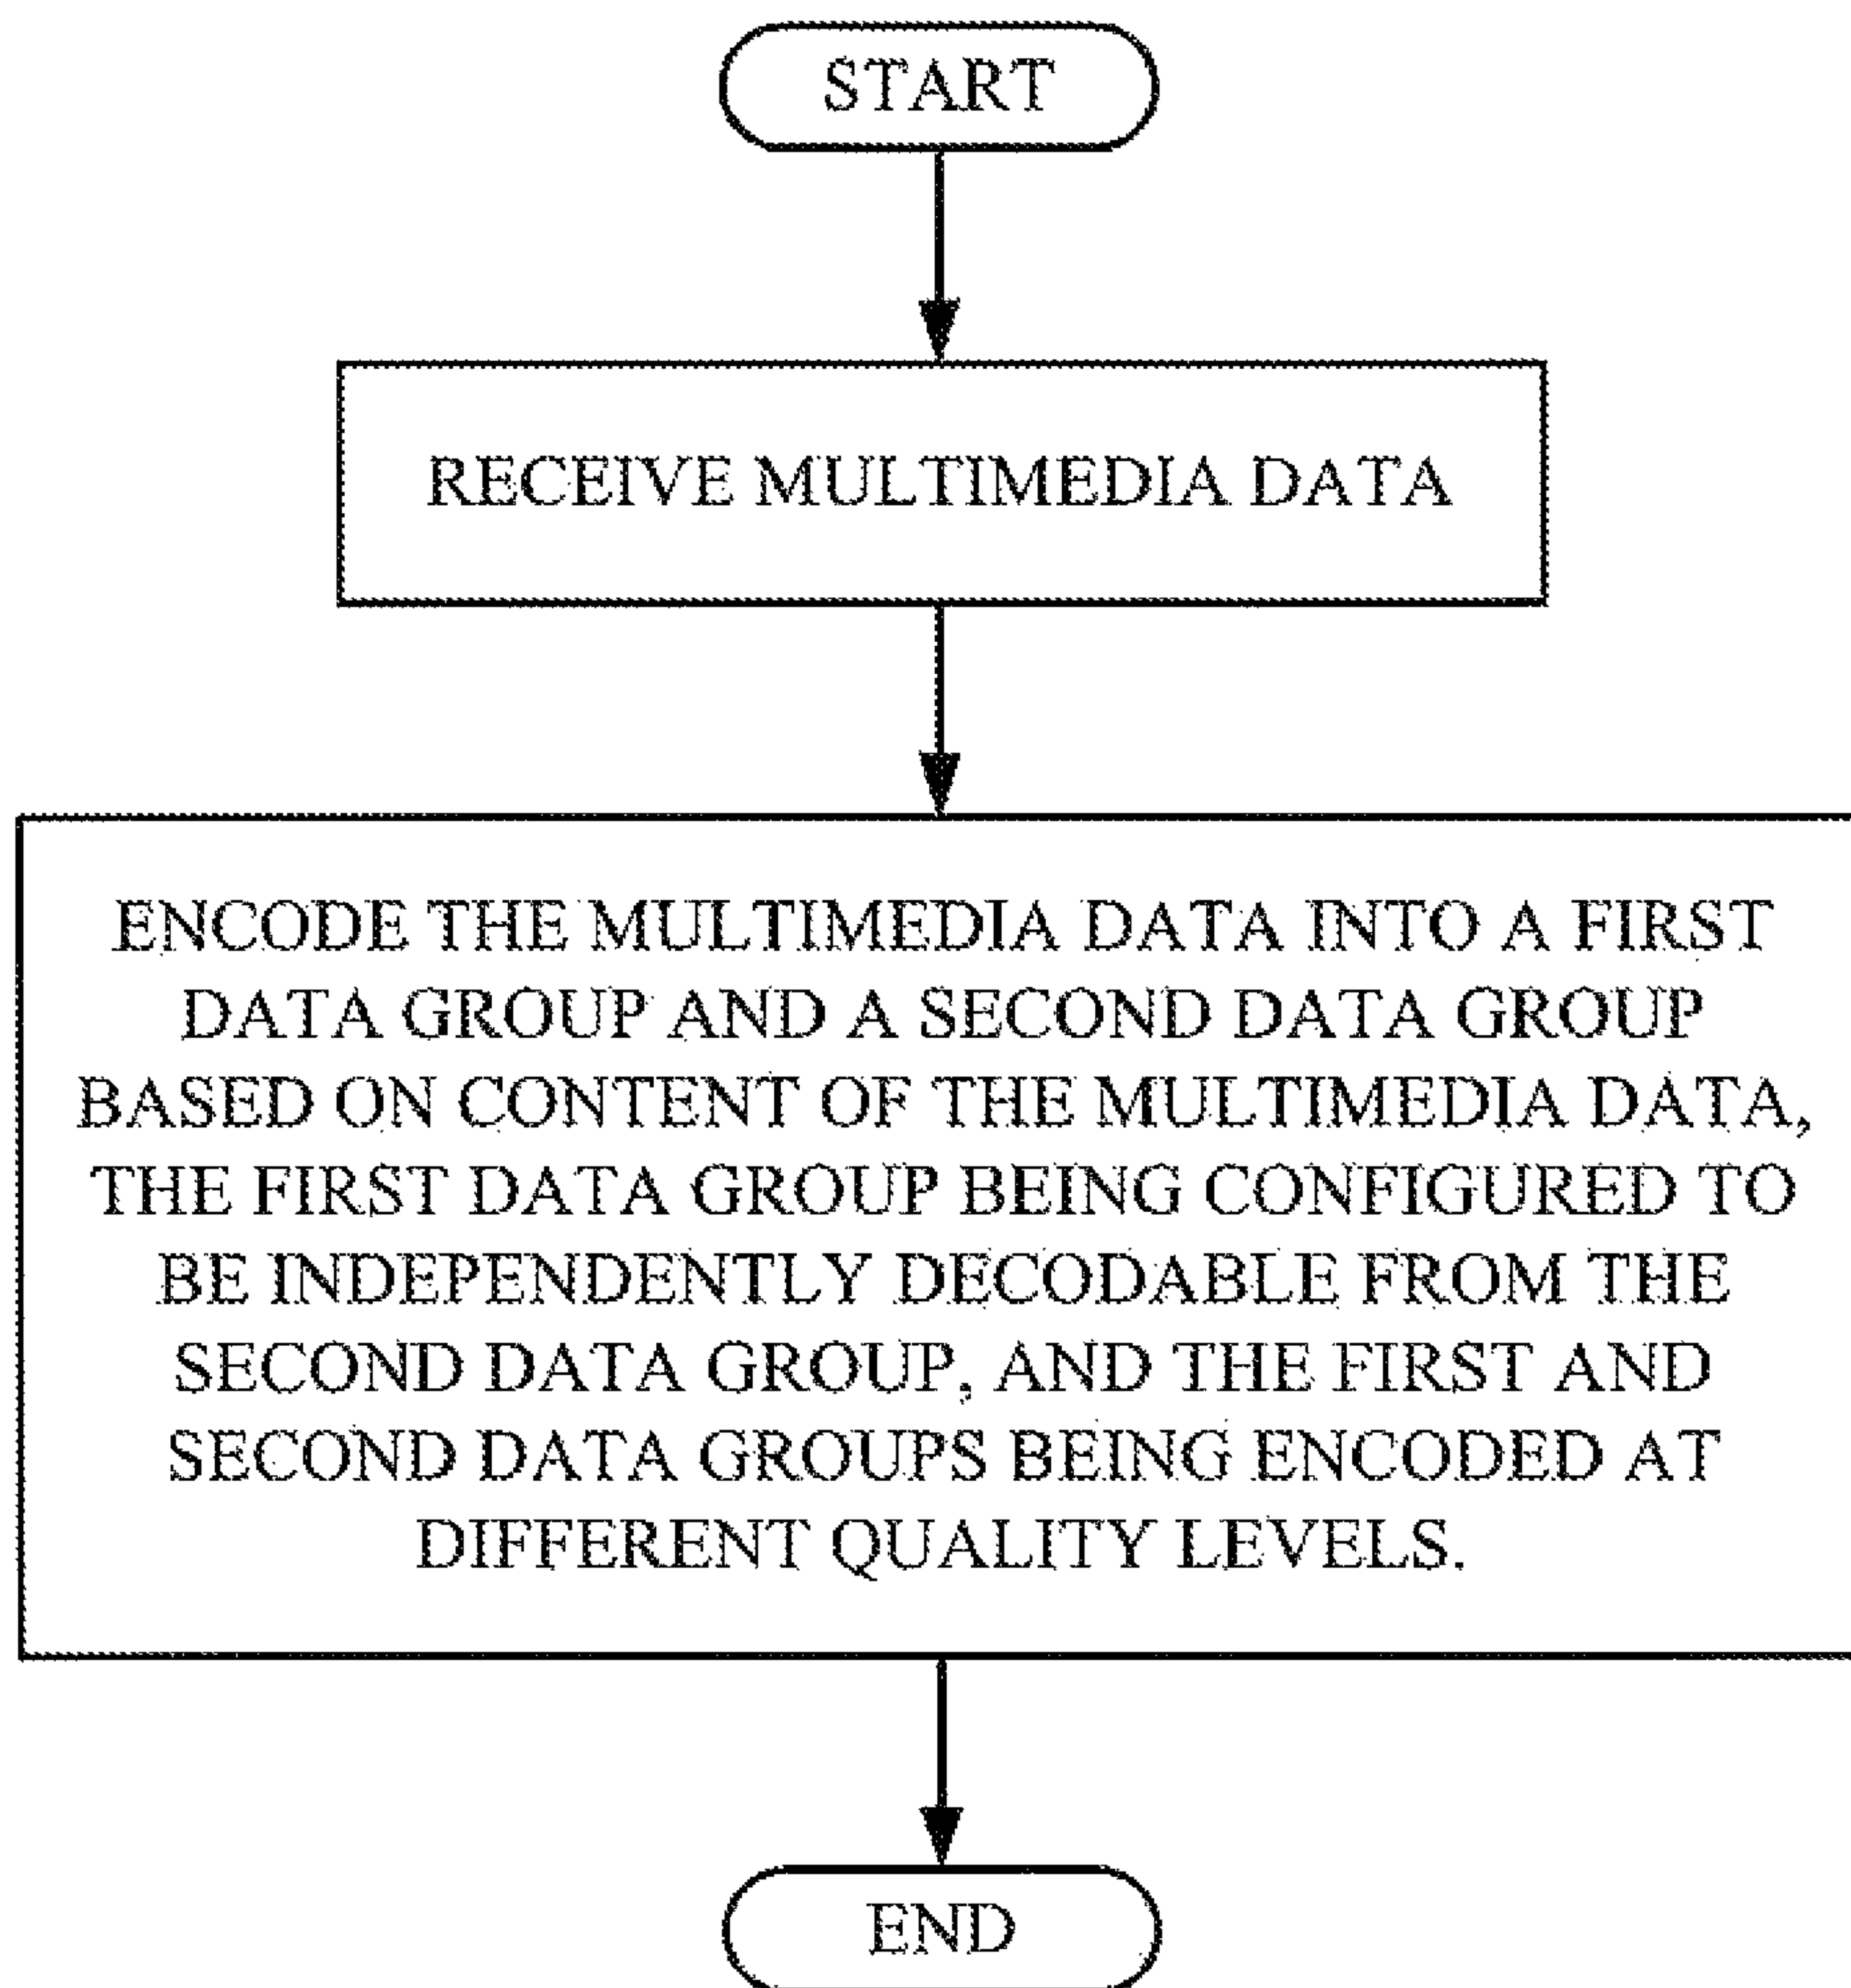 START
RECEIVE MULTIMEDIA DATA
ENCODE THE MULTIMEDIA DATA INTO A FIRST
DATA GROUP AND A SECOND DATA GROUP
BASED ON CONTENT OF THE MULTIMEDIA DATA,
THE FIRST DATA GROUP BEING CONFIGURED TO
BE INDEPENDENTLY DECODABLE FROM THE
SECOND DATA GROUP, AND THE FIRST AND
SECOND DATA GROUPS BEING ENCODED AT
DIFFERENT QUALITY LEVELS.
END